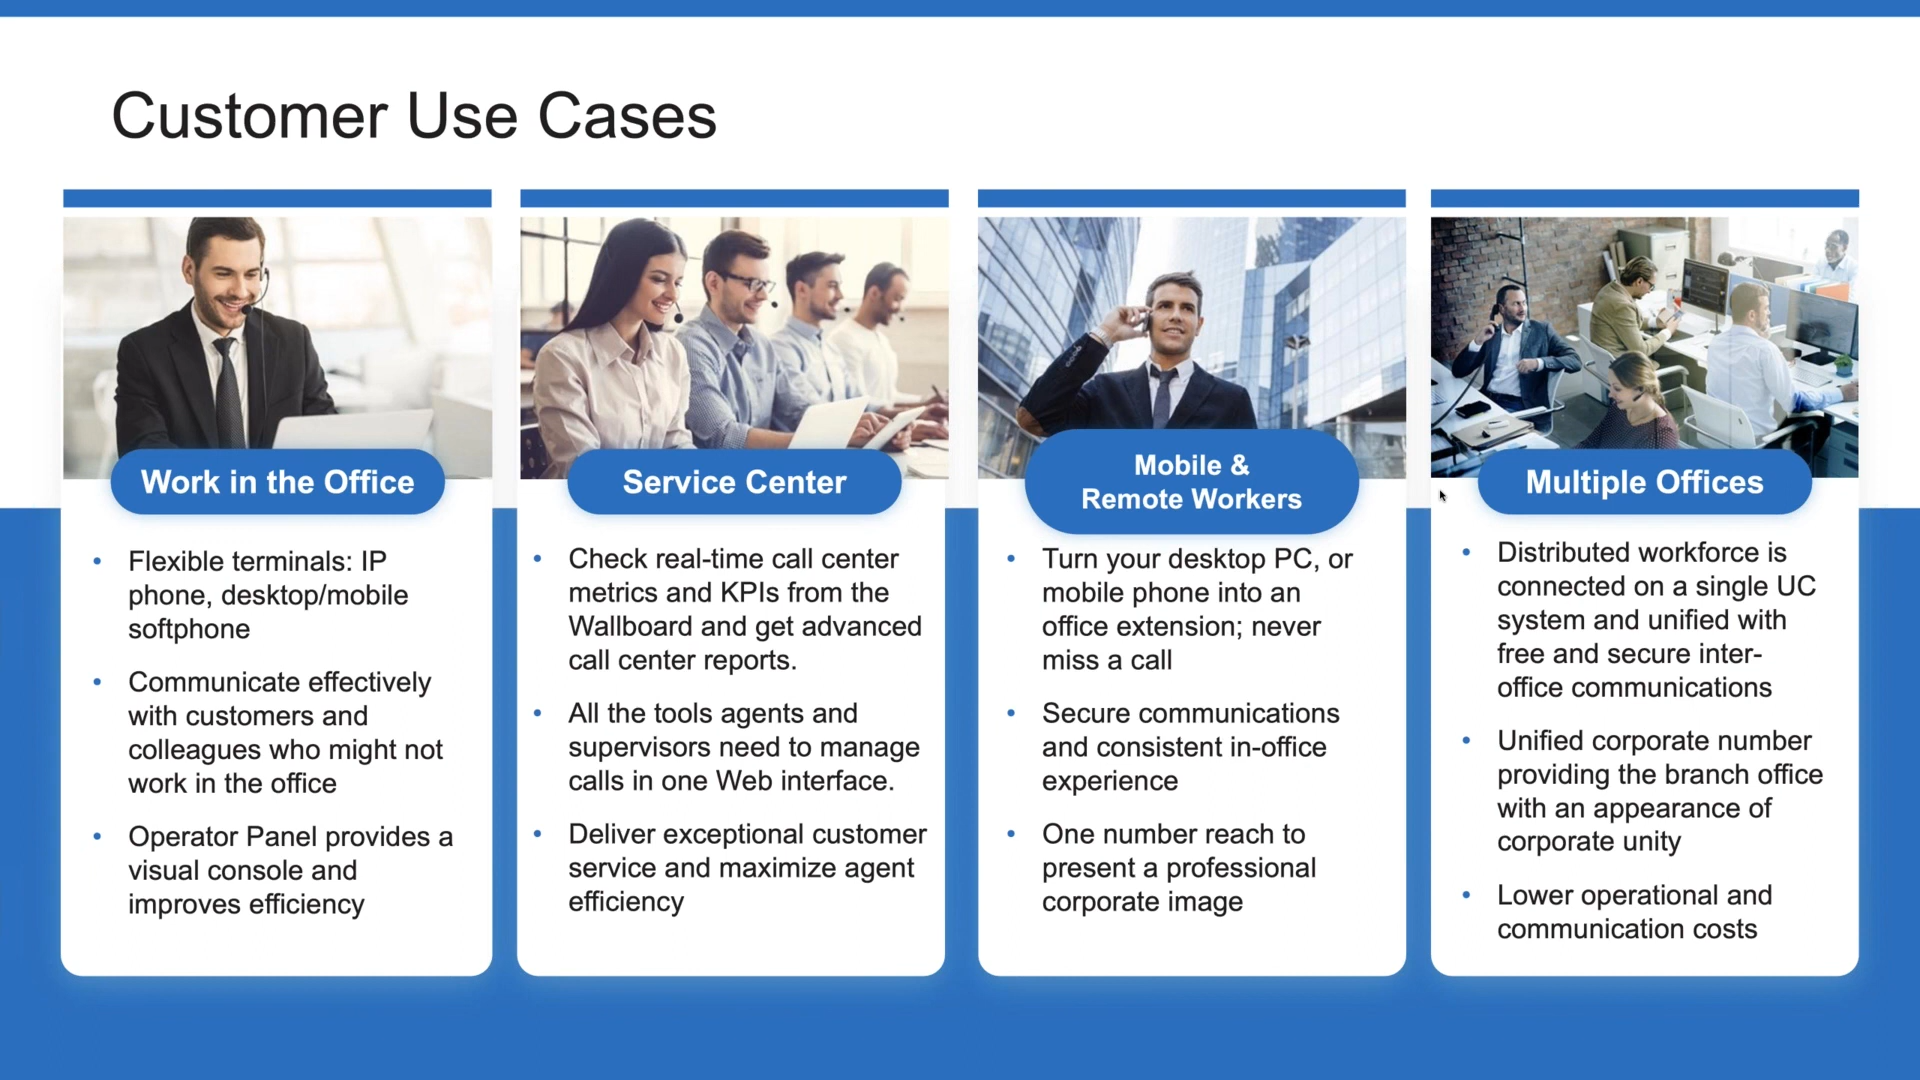 Customer Use Cases
Work in the Office
• Flexible terminals: IP
phone, desktop/mobile
softphone
• Communicate effectively
with customers and
colleagues who might not
work in the office
• Operator Panel provides a
visual console and
improves efficiency
Service Center
• Check real-time call center
metrics and KPIs from the
Wallboard and get advanced
call center reports.
• All the tools agents and
supervisors need to manage
calls in one Web interface.
• Deliver exceptional customer
service and maximize agent
efficiency
Mobile &
Remote Workers
• Turn your desktop PC, or
mobile phone into an
office extension; never
miss a call
• Secure communications
and consistent in-office
experience
• One number reach to
present a professional
corporate image
Multiple Offices
• Distributed workforce is
connected on a single UC
system and unified with
free and secure inter-
office communications
• Unified corporate number
providing the branch office
with an appearance of
corporate unity
• Lower operational and
communication costs